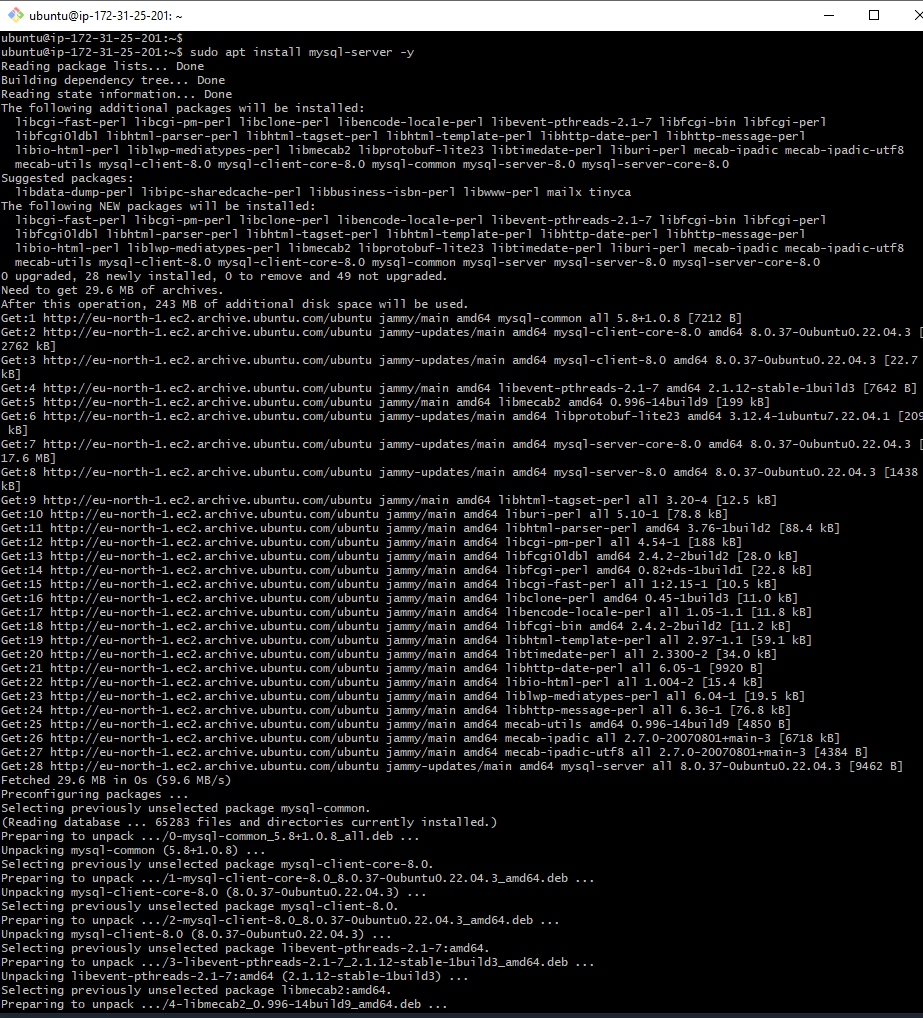 ubuntu@ip-172-31-25-201: ~
ubuntu@ip-172-31-25-201:~$
ubuntu@ip-172-31-25-201:~$ sudo apt install mysql-server -y
Reading package lists... Done
Building dependency tree... Done
Reading state information... Done
The following additional packages will be installed:
  libcgi-fast-perl libcgi-pm-perl libclone-perl libencode-locale-perl libevent-pthreads-2.1-7 libfcgi-bin libfcgi-perl
  libfcgi0ldbl libhtml-parser-perl libhtml-tagset-perl libhtml-template-perl libhttp-date-perl libhttp-message-perl
  libio-html-perl liblwp-mediatypes-perl libmecab2 libprotobuf-lite23 libtimedate-perl liburi-perl mecab-ipadic mecab-ipadic-utf8
  mecab-utils mysql-client-8.0 mysql-client-core-8.0 mysql-common mysql-server-8.0 mysql-server-core-8.0
Suggested packages:
  libdata-dump-perl libipc-sharedcache-perl libbusiness-isbn-perl libwww-perl mailx tinyca
The following NEW packages will be installed:
  libcgi-fast-perl libcgi-pm-perl libclone-perl libencode-locale-perl libevent-pthreads-2.1-7 libfcgi-bin libfcgi-perl
  libfcgi0ldbl libhtml-parser-perl libhtml-tagset-perl libhtml-template-perl libhttp-date-perl libhttp-message-perl
  libio-html-perl liblwp-mediatypes-perl libmecab2 libprotobuf-lite23 libtimedate-perl liburi-perl mecab-ipadic mecab-ipadic-utf8
  mecab-utils mysql-client-8.0 mysql-client-core-8.0 mysql-common mysql-server mysql-server-8.0 mysql-server-core-8.0
0 upgraded, 28 newly installed, 0 to remove and 49 not upgraded.
Need to get 29.6 MB of archives.
After this operation, 243 MB of additional disk space will be used.
Get:1 http://eu-north-1.ec2.archive.ubuntu.com/ubuntu jammy/main amd64 mysql-common all 5.8+1.0.8 [7212 B]
Get:2 http://eu-north-1.ec2.archive.ubuntu.com/ubuntu jammy-updates/main amd64 mysql-client-core-8.0 amd64 8.0.37-0ubuntu0.22.04.3 [
2762 kB]
Get:3 http://eu-north-1.ec2.archive.ubuntu.com/ubuntu jammy-updates/main amd64 mysql-client-8.0 amd64 8.0.37-0ubuntu0.22.04.3 [22.7
kB]
Get:4 http://eu-north-1.ec2.archive.ubuntu.com/ubuntu jammy/main amd64 libevent-pthreads-2.1-7 amd64 2.1.12-stable-1build3 [7642 B]
Get:5 http://eu-north-1.ec2.archive.ubuntu.com/ubuntu jammy/main amd64 libmecab2 amd64 0.996-14build9 [199 kB]
Get:6 http://eu-north-1.ec2.archive.ubuntu.com/ubuntu jammy-updates/main amd64 libprotobuf-lite23 amd64 3.12.4-1ubuntu7.22.04.1 [209
 kB]
Get:7 http://eu-north-1.ec2.archive.ubuntu.com/ubuntu jammy-updates/main amd64 mysql-server-core-8.0 amd64 8.0.37-0ubuntu0.22.04.3 [
17.6 MB]
Get:8 http://eu-north-1.ec2.archive.ubuntu.com/ubuntu jammy-updates/main amd64 mysql-server-8.0 amd64 8.0.37-0ubuntu0.22.04.3 [1438
kB]
Get:9 http://eu-north-1.ec2.archive.ubuntu.com/ubuntu jammy/main amd64 libhtml-tagset-perl all 3.20-4 [12.5 kB]
Get:10 http://eu-north-1.ec2.archive.ubuntu.com/ubuntu jammy/main amd64 liburi-perl all 5.10-1 [78.8 kB]
Get:11 http://eu-north-1.ec2.archive.ubuntu.com/ubuntu jammy/main amd64 libhtml-parser-perl amd64 3.76-1build2 [88.4 kB]
Get:12 http://eu-north-1.ec2.archive.ubuntu.com/ubuntu jammy/main amd64 libcgi-pm-perl all 4.54-1 [188 kB]
Get:13 http://eu-north-1.ec2.archive.ubuntu.com/ubuntu jammy/main amd64 libfcgi0ldbl amd64 2.4.2-2build2 [28.0 kB]
Get:14 http://eu-north-1.ec2.archive.ubuntu.com/ubuntu jammy/main amd64 libfcgi-perl amd64 0.82+ds-1build1 [22.8 kB]
Get:15 http://eu-north-1.ec2.archive.ubuntu.com/ubuntu jammy/main amd64 libcgi-fast-perl all 1:2.15-1 [10.5 kB]
Get:16 http://eu-north-1.ec2.archive.ubuntu.com/ubuntu jammy/main amd64 libclone-perl amd64 0.45-1build3 [11.0 kB]
Get:17 http://eu-north-1.ec2.archive.ubuntu.com/ubuntu jammy/main amd64 libencode-locale-perl all 1.05-1.1 [11.8 kB]
Get:18 http://eu-north-1.ec2.archive.ubuntu.com/ubuntu jammy/main amd64 libfcgi-bin amd64 2.4.2-2build2 [11.2 kB]
Get:19 http://eu-north-1.ec2.archive.ubuntu.com/ubuntu jammy/main amd64 libhtml-template-perl all 2.97-1.1 [59.1 kB]
Get:20 http://eu-north-1.ec2.archive.ubuntu.com/ubuntu jammy/main amd64 libtimedate-perl all 2.3300-2 [34.0 kB]
Get:21 http://eu-north-1.ec2.archive.ubuntu.com/ubuntu jammy/main amd64 libhttp-date-perl all 6.05-1 [9920 B]
Get:22 http://eu-north-1.ec2.archive.ubuntu.com/ubuntu jammy/main amd64 libio-html-perl all 1.004-2 [15.4 kB]
Get:23 http://eu-north-1.ec2.archive.ubuntu.com/ubuntu jammy/main amd64 liblwp-mediatypes-perl all 6.04-1 [19.5 kB]
Get:24 http://eu-north-1.ec2.archive.ubuntu.com/ubuntu jammy/main amd64 libhttp-message-perl all 6.36-1 [76.8 kB]
Get:25 http://eu-north-1.ec2.archive.ubuntu.com/ubuntu jammy/main amd64 mecab-utils amd64 0.996-14build9 [4850 B]
Get:26 http://eu-north-1.ec2.archive.ubuntu.com/ubuntu jammy/main amd64 mecab-ipadic all 2.7.0-20070801+main-3 [6718 kB]
Get:27 http://eu-north-1.ec2.archive.ubuntu.com/ubuntu jammy/main amd64 mecab-ipadic-utf8 all 2.7.0-20070801+main-3 [4384 B]
Get:28 http://eu-north-1.ec2.archive.ubuntu.com/ubuntu jammy-updates/main amd64 mysql-server all 8.0.37-0ubuntu0.22.04.3 [9462 B]
Fetched 29.6 MB in 0s (59.6 MB/s)
Preconfiguring packages ...
Selecting previously unselected package mysql-common.
(Reading database ... 65283 files and directories currently installed.)
Preparing to unpack .../0-mysql-common_5.8+1.0.8_all.deb ...
Unpacking mysql-common (5.8+1.0.8) ...
Selecting previously unselected package mysql-client-core-8.0.
Preparing to unpack .../1-mysql-client-core-8.0_8.0.37-0ubuntu0.22.04.3_amd64.deb ...
Unpacking mysql-client-core-8.0 (8.0.37-0ubuntu0.22.04.3) ...
Selecting previously unselected package mysql-client-8.0.
Preparing to unpack .../2-mysql-client-8.0_8.0.37-0ubuntu0.22.04.3_amd64.deb ...
Unpacking mysql-client-8.0 (8.0.37-0ubuntu0.22.04.3) ...
Selecting previously unselected package libevent-pthreads-2.1-7:amd64.
Preparing to unpack .../3-libevent-pthreads-2.1-7_2.1.12-stable-1build3_amd64.deb ...
Unpacking libevent-pthreads-2.1-7:amd64 (2.1.12-stable-1build3) ...
Selecting previously unselected package libmecab2:amd64.
Preparing to unpack .../4-libmecab2_0.996-14build9_amd64.deb ...